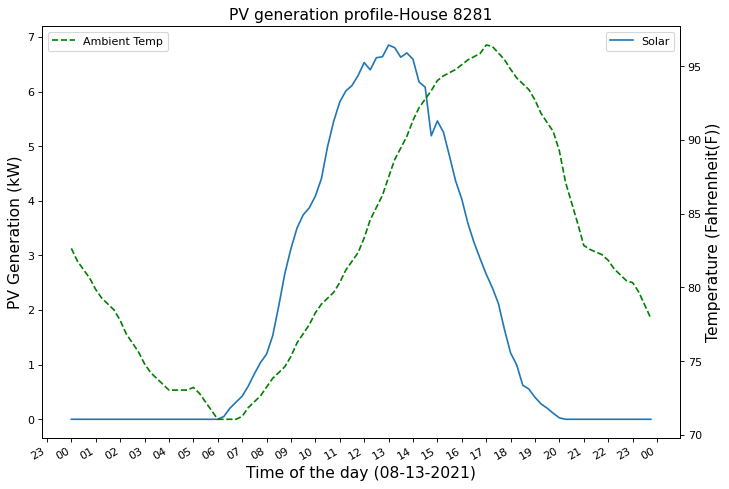 PV generation profile-House 8281
Ambient Temp
Solar
7
6
5
4
3
2
1
0
PV Generation (kW)
95
90
85
80
75
70
Temperature (Fahrenheit(F))
23 00 01 02 03 04 05 06 07 08 09 10 11 12 13 14 15 16 17 18 19 20 21 22 23 00
Time of the day (08-13-2021)